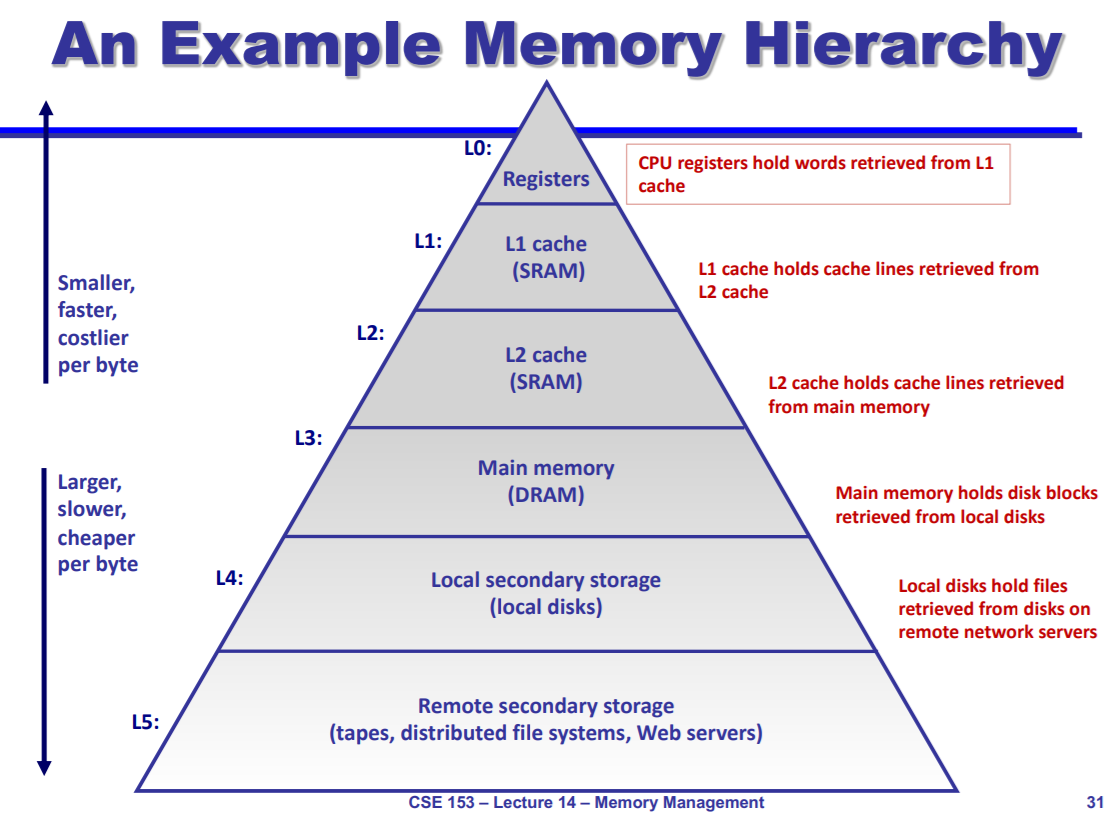 An Example Memory Hierarchy
L0:
Registers
CPU registers hold words retrieved from L1
cache
L1:
L1 cache
(SRAM)
L1 cache holds cache lines retrieved from
L2 cache
Smaller,
faster,
costlier
per byte
L2:
L2 cache
(SRAM)
L2 cache holds cache lines retrieved
from main memory
L3:
Main memory
(DRAM)
Main memory holds disk blocks
retrieved from local disks
Larger,
slower,
cheaper
per byte
L4:
Local secondary storage
(local disks)
Local disks hold files
retrieved from disks on
remote network servers
L5:
Remote secondary storage
(tapes, distributed file systems, Web servers)
CSE 153 – Lecture 14 – Memory Management
31